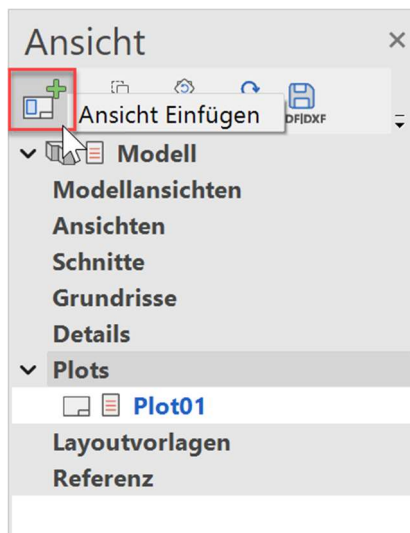 Ansicht
Ansicht Einfügen
DF|DXF
Modell
Modellansichten
Ansichten
Schnitte
Grundrisse
Details
Plots
Plot01
Layoutvorlagen
Referenz